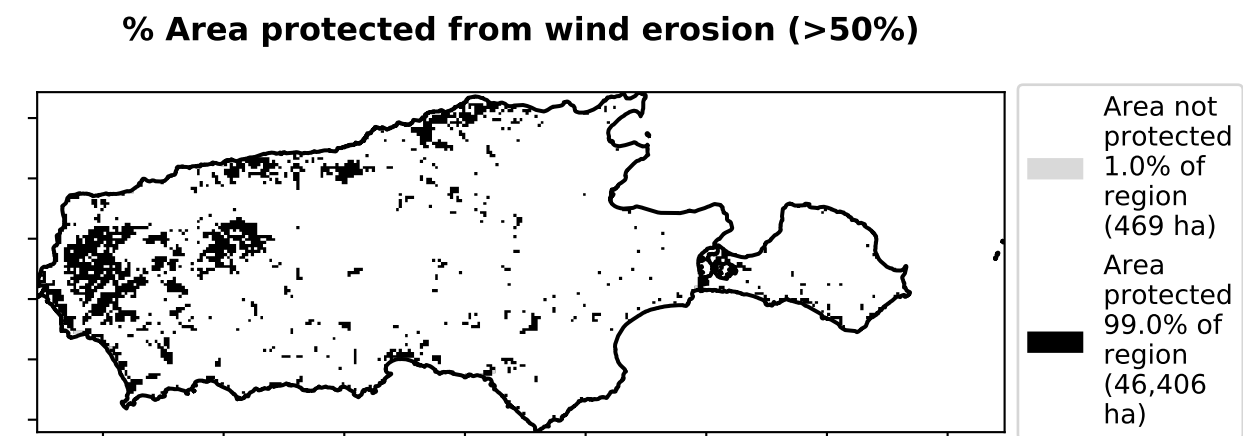 % Area protected from wind erosion (>50%)
Area not
protected
1.0% of
region
(469 ha)
Area
protected
99.0% of
region
(46,406
ha)